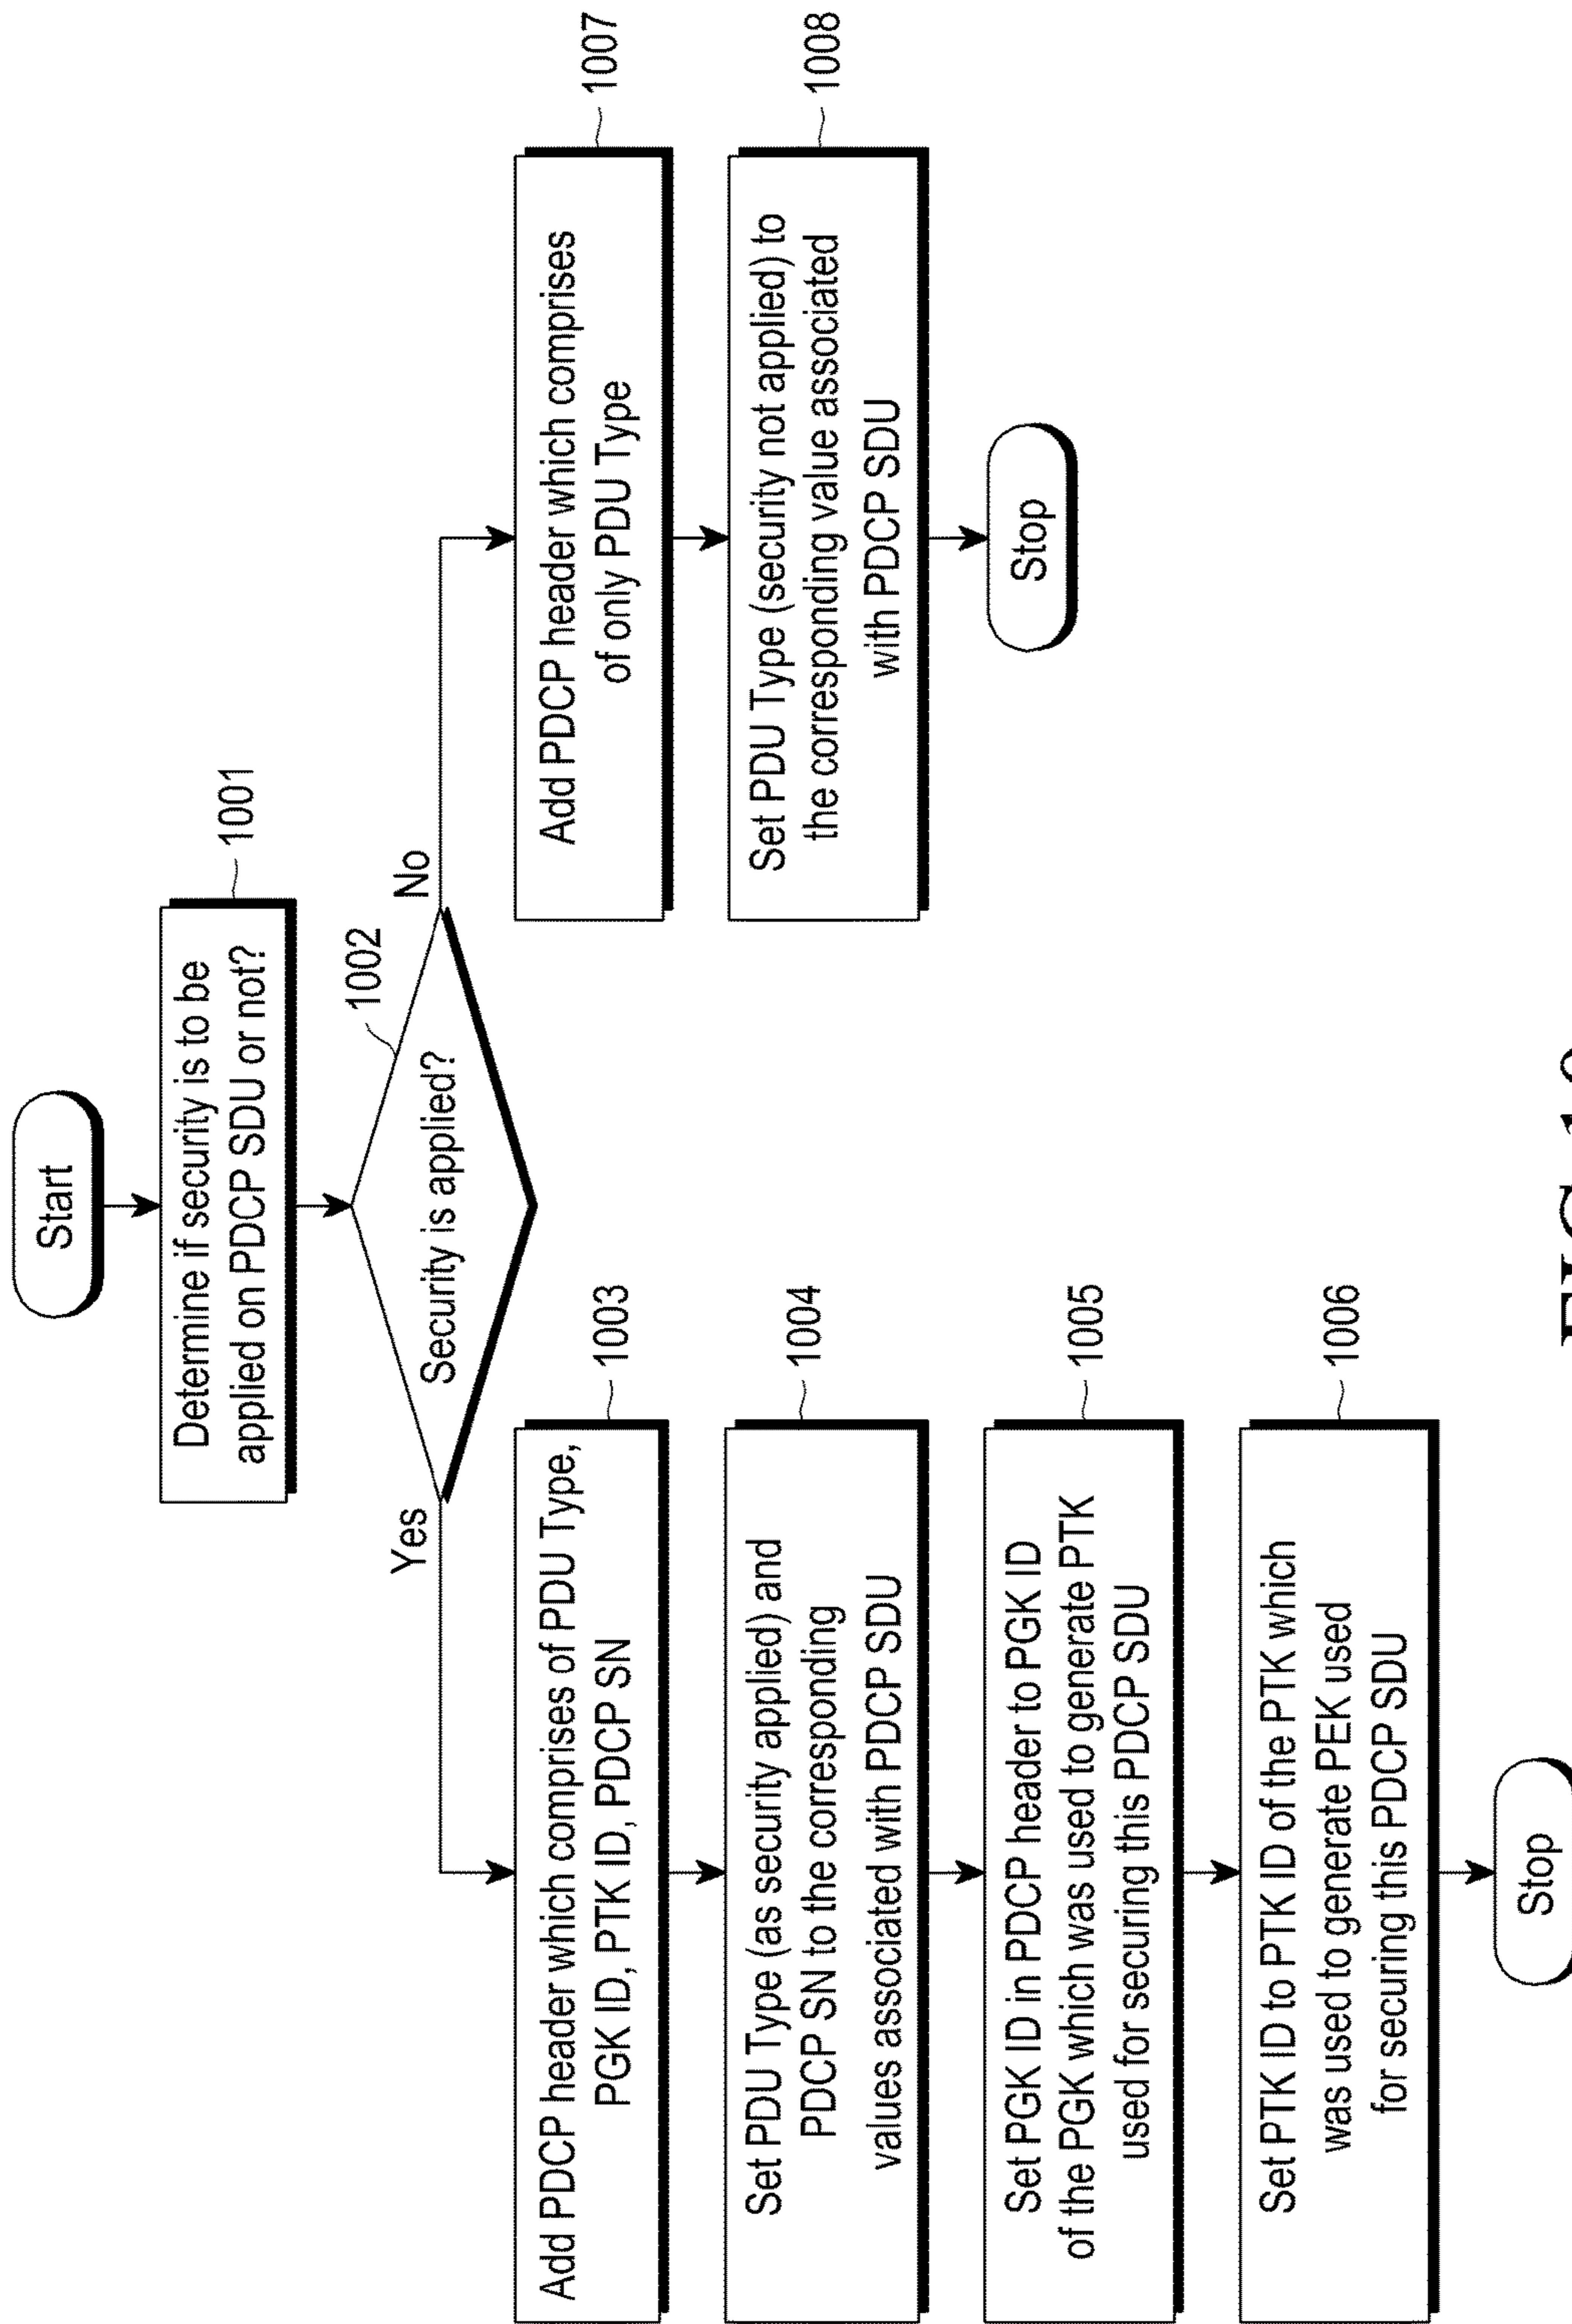 Start
Determine if security is to be
applied on PDCP SDU or not?
1001
1002
Security is applied?
Yes
No
Add PDCP header which comprises of PDU Type,
PGK ID, PTK ID, PDCP SN
1003
Set PDU Type (as security applied) and
PDCP SN to the corresponding
values associated with PDCP SDU
1004
Set PGK ID in PDCP header to PGK ID
of the PGK which was used to generate PTK
used for securing this PDCP SDU
1005
Set PTK ID to PTK ID of the PTK which
was used to generate PEK used
for securing this PDCP SDU
1006
Stop
Add PDCP header which comprises
of only PDU Type
1007
Set PDU Type (security not applied) to
the corresponding value associated
with PDCP SDU
1008
Stop